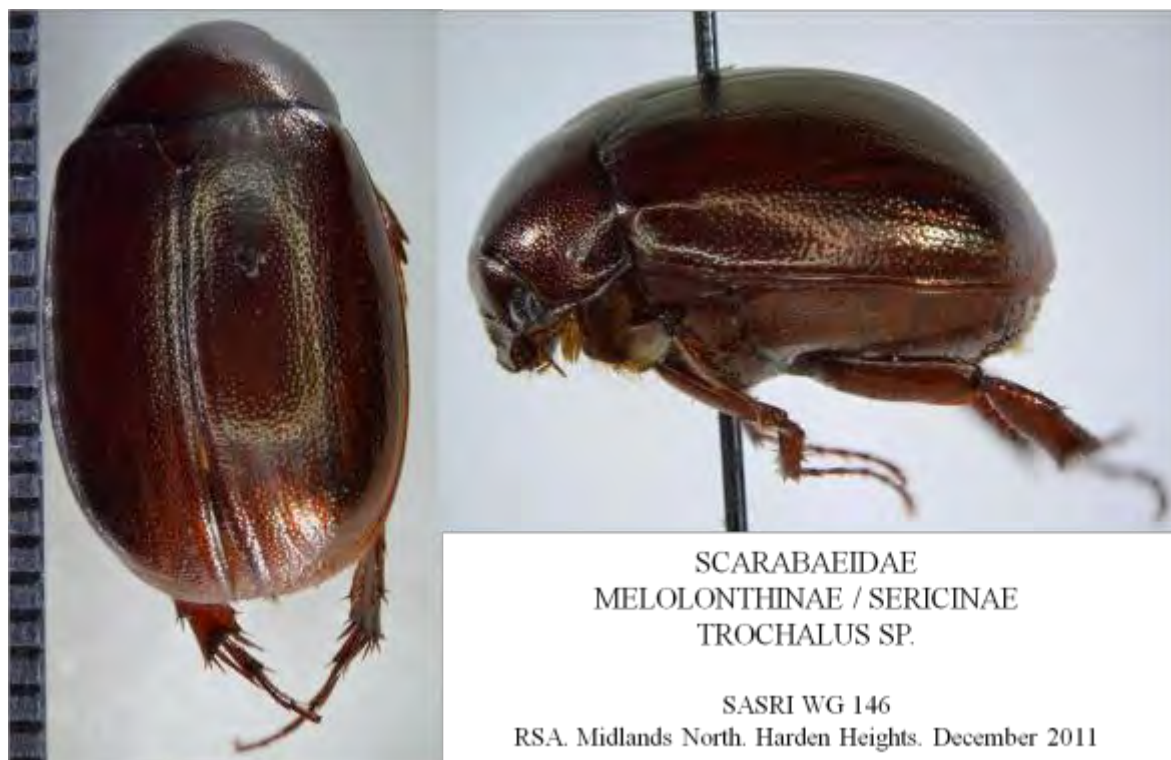 SCARABAEIDAE
MELOLONTHINAE / SERICINAE
TROCHALUS SP.
SASRI WG 146
RSA. Midlands North. Harden Heights. December 2011